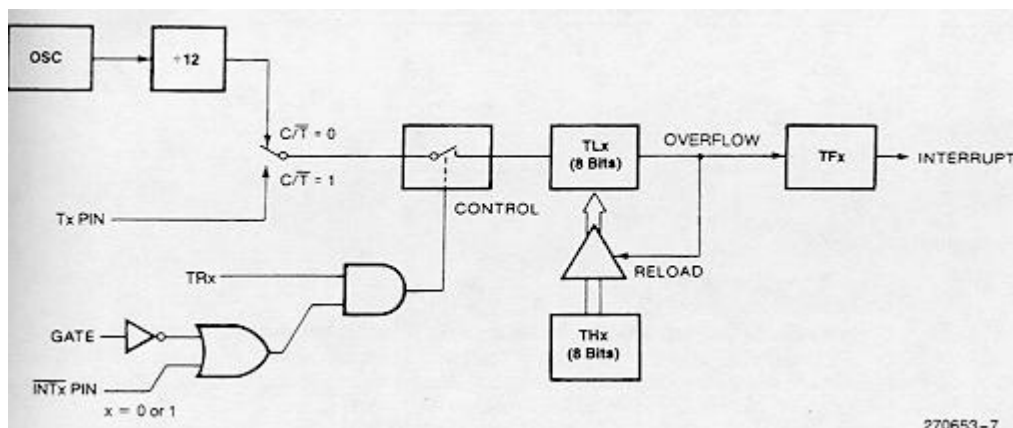 OSC
÷12
C/T̅ = 0
C/T̅ = 1
Tx PIN
CONTROL
TLx
(8 Bits)
OVERFLOW
TFx
INTERRUPT
RELOAD
TRx
GATE
I̅N̅T̅x̅ PIN
x = 0 or 1
THx
(8 Bits)
270653–7